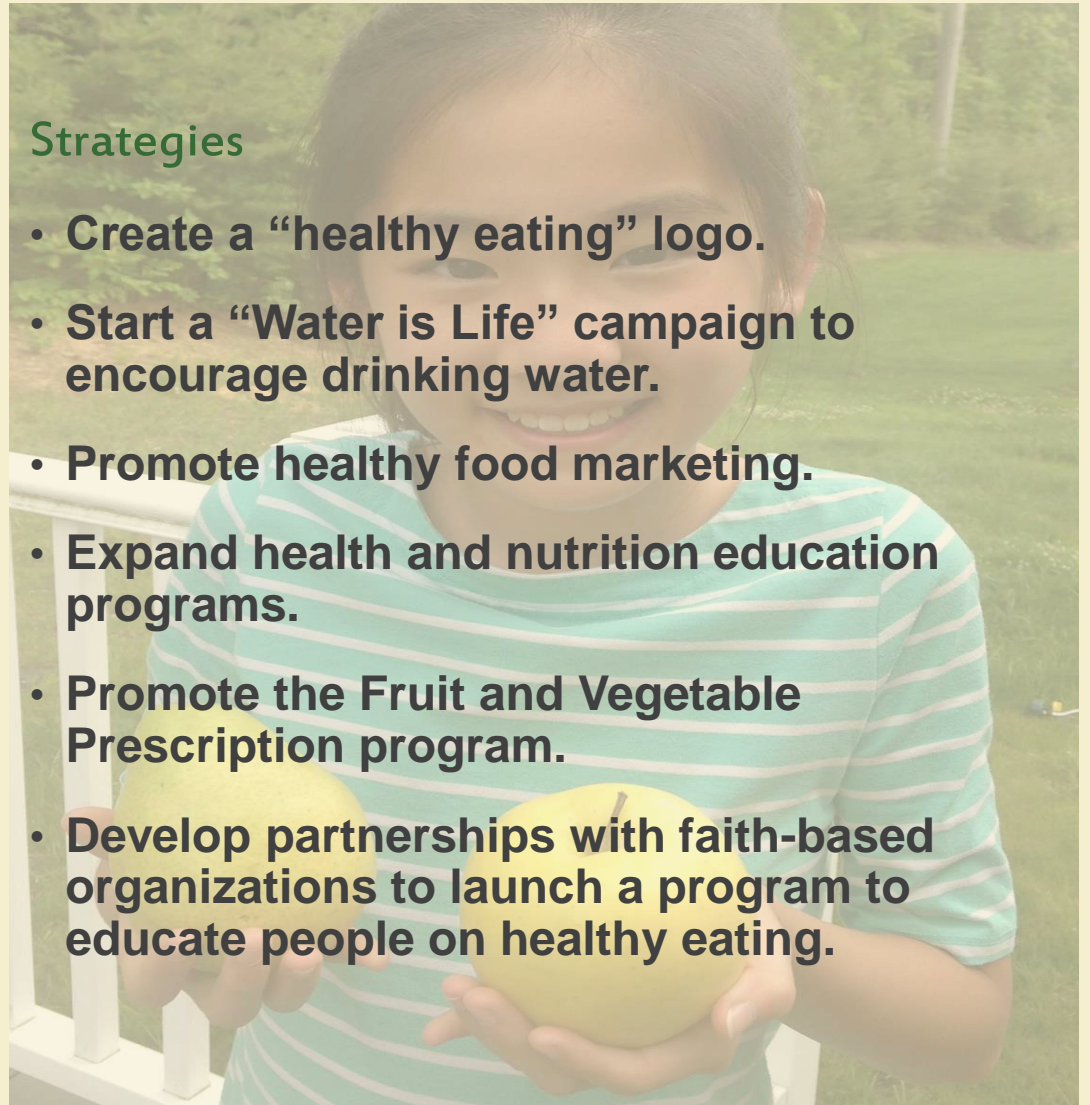 Strategies
• Create a “healthy eating” logo.
• Start a “Water is Life” campaign to
encourage drinking water.
• Promote healthy food marketing.
• Expand health and nutrition education
programs.
• Promote the Fruit and Vegetable
Prescription program.
• Develop partnerships with faith-based
organizations to launch a program to
educate people on healthy eating.